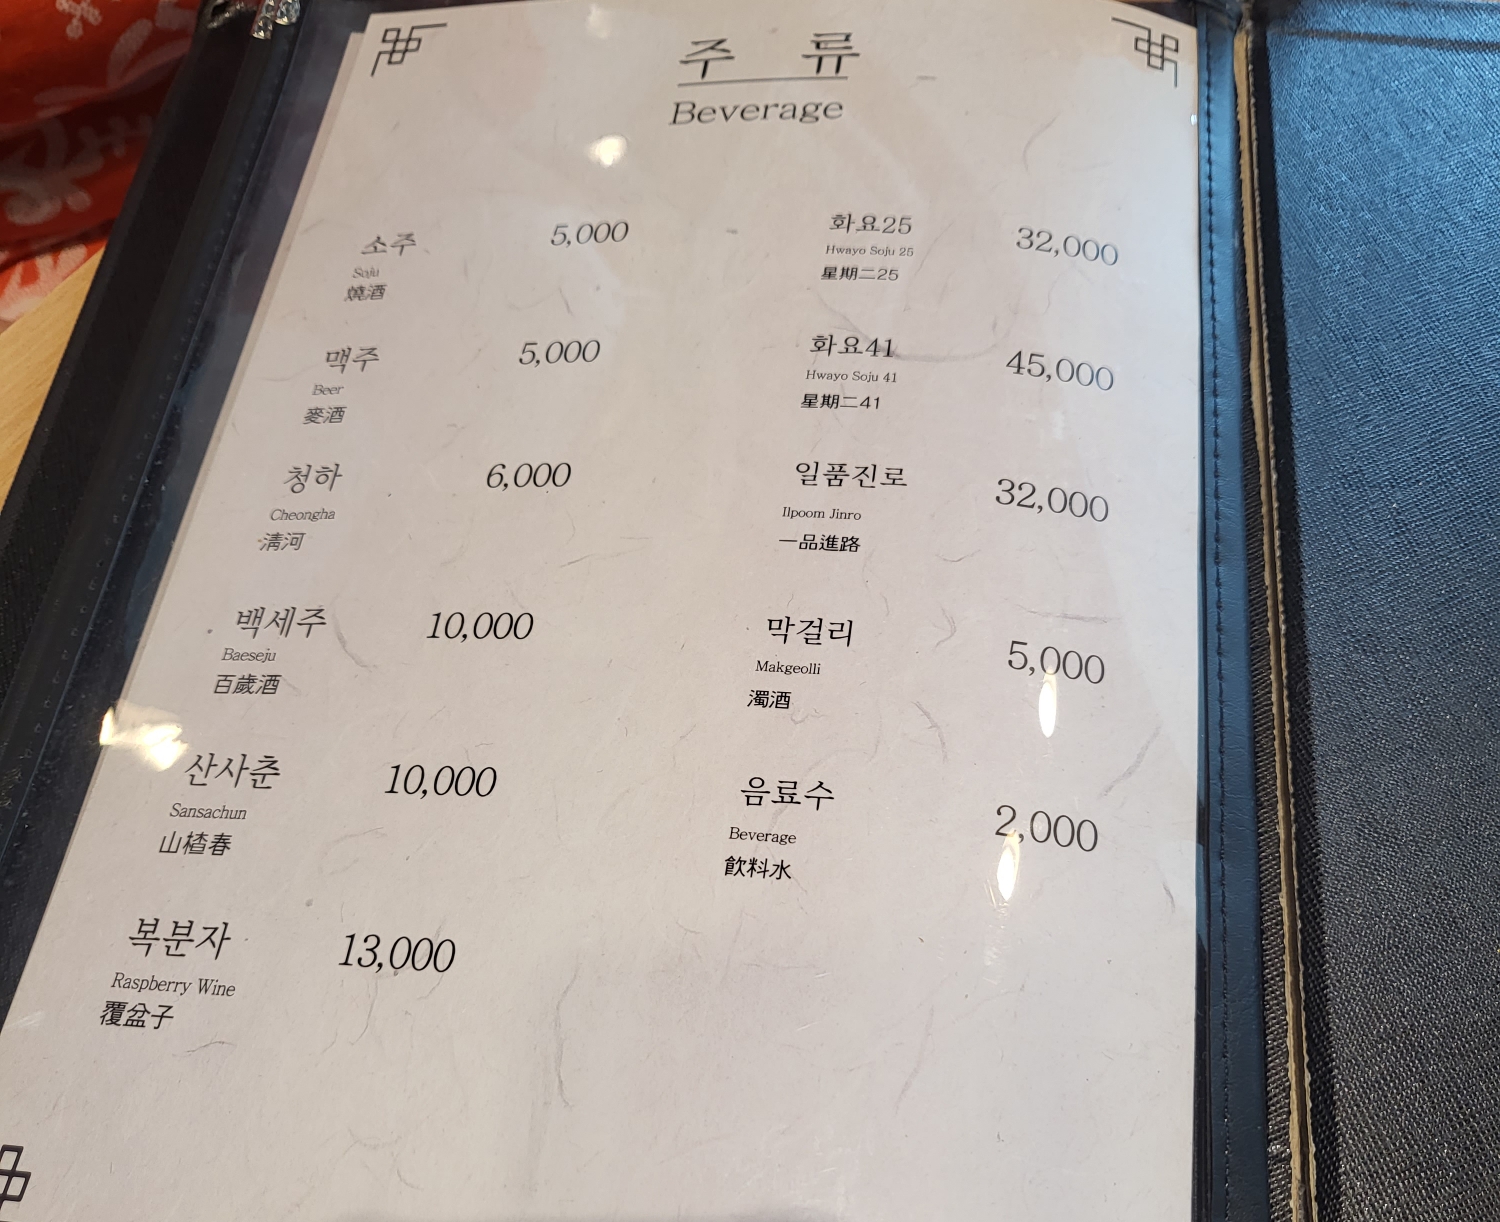 주 류
Beverage
소주 5,000
Soju
燒酒
맥주 5,000
Beer
麥酒
청하 6,000
Cheongha
淸河
백세주 10,000
Baeseju
百歲酒
산사춘 10,000
Sansachun
山楂春
복분자 13,000
Raspberry Wine
覆盆子
화요25 32,000
Hwayo Soju 25
星期二25
화요41 45,000
Hwayo Soju 41
星期二41
일품진로 32,000
Ilpoom Jinro
一品進路
막걸리 5,000
Makgeolli
濁酒
음료수 2,000
Beverage
飮料水